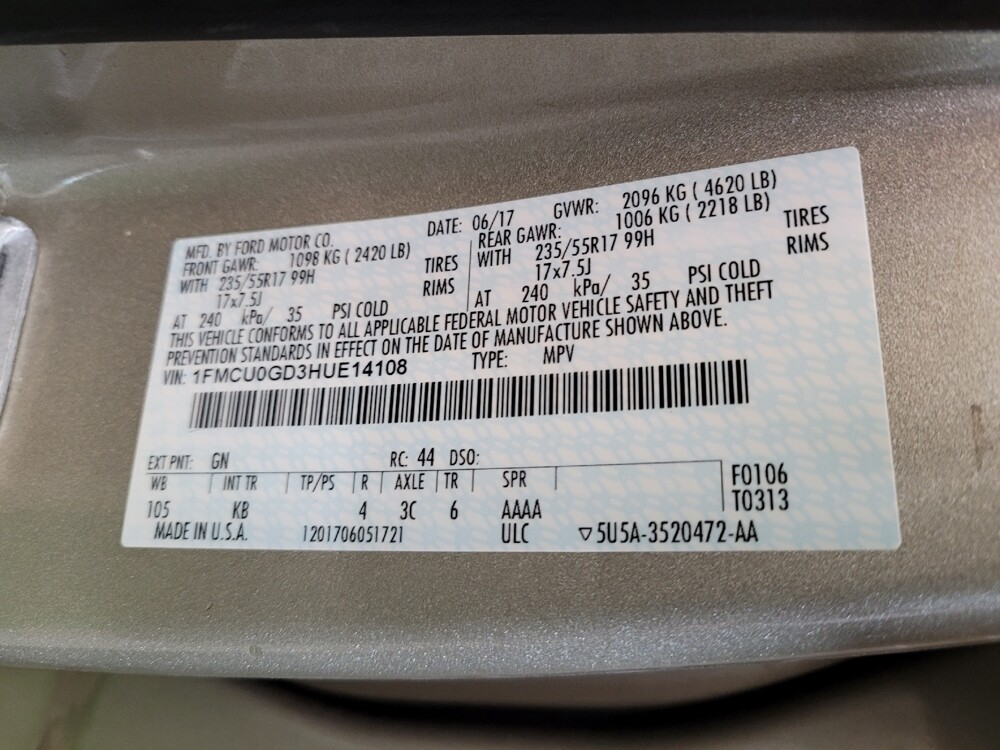 MFD. BY FORD MOTOR CO. DATE: 06/17 GVWR: 2096 KG ( 4620 LB)
FRONT GAWR: 1098 KG ( 2420 LB) REAR GAWR: 1006 KG ( 2218 LB)
WITH 235/55R17 99H TIRES WITH 235/55R17 99H TIRES
17x7.5J RIMS 17x7.5J RIMS
AT 240 kPa/ 35 PSI COLD AT 240 kPa/ 35 PSI COLD
THIS VEHICLE CONFORMS TO ALL APPLICABLE FEDERAL MOTOR VEHICLE SAFETY AND THEFT
PREVENTION STANDARDS IN EFFECT ON THE DATE OF MANUFACTURE SHOWN ABOVE.
VIN: 1FMCU0GD3HUE14108 TYPE: MPV
EXT PNT: GN RC: 44 DSO:
WB INT TR TP/PS R AXLE TR SPR F0106
105 KB 4 3C 6 AAAA T0313
MADE IN U.S.A. 1201706051721 ULC ▽5U5A-3520472-AA